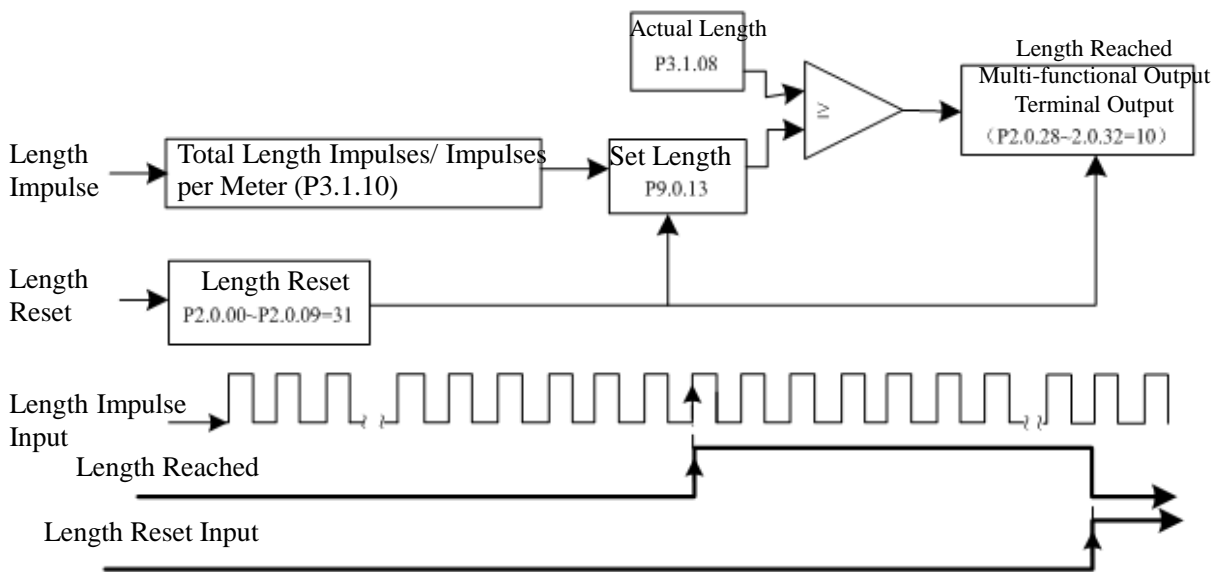 Actual Length
P3.1.08
Length Reached
Multi-functional Output
Terminal Output
(P2.0.28~2.0.32=10)
≥
Length
Impulse
Total Length Impulses/ Impulses
per Meter (P3.1.10)
Set Length
P9.0.13
Length
Reset
Length Reset
P2.0.00~P2.0.09=31
Length Impulse
Input
Length Reached
Length Reset Input